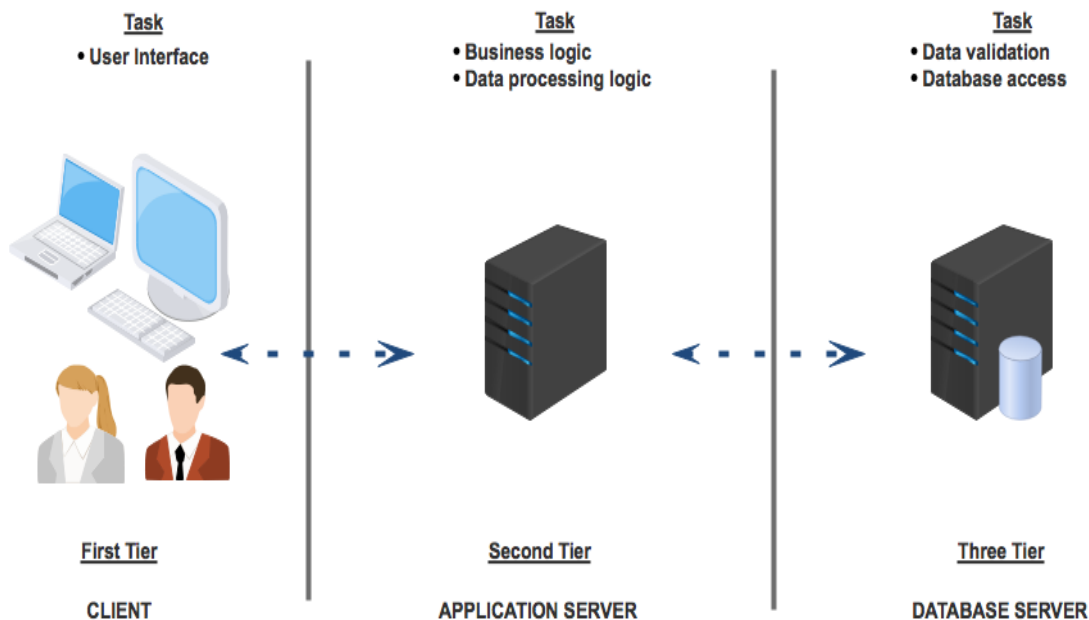 Task
• User Interface
Task
• Business logic
• Data processing logic
Task
• Data validation
• Database access
First Tier
CLIENT
Second Tier
APPLICATION SERVER
Three Tier
DATABASE SERVER